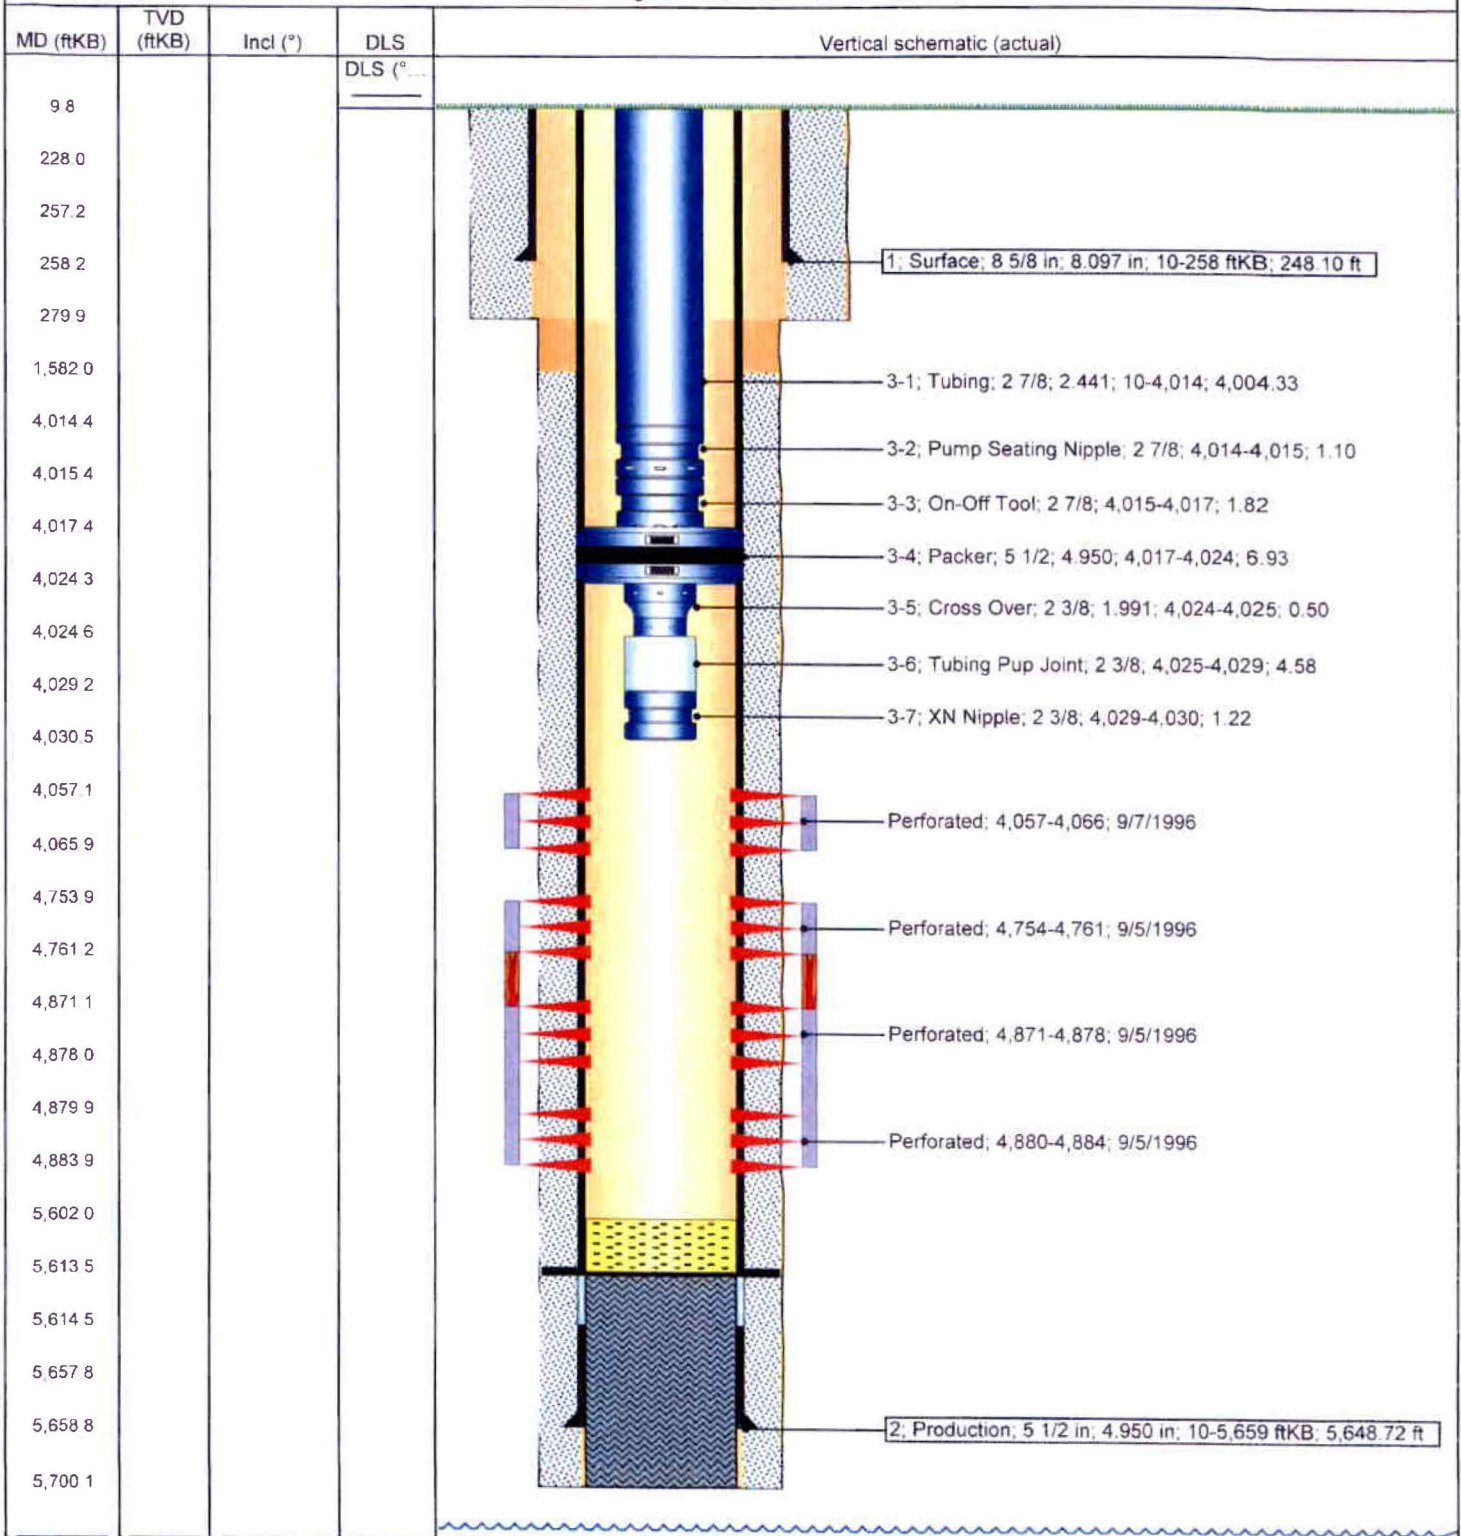 MD (ftKB)
TVD
(ftKB)
Incl (°)
DLS
Vertical schematic (actual)
DLS (°...
9.8
228.0
257.2
258.2
1; Surface; 8 5/8 in; 8.097 in; 10-258 ftKB; 248.10 ft
279.9
1,582.0
3-1; Tubing; 2 7/8; 2.441; 10-4,014; 4,004.33
4,014.4
3-2; Pump Seating Nipple; 2 7/8; 4,014-4,015; 1.10
4,015.4
3-3; On-Off Tool; 2 7/8; 4,015-4,017; 1.82
4,017.4
3-4; Packer; 5 1/2; 4.950; 4,017-4,024; 6.93
4,024.3
3-5; Cross Over; 2 3/8; 1.991; 4,024-4,025; 0.50
4,024.6
3-6; Tubing Pup Joint; 2 3/8; 4,025-4,029; 4.58
4,029.2
3-7; XN Nipple; 2 3/8; 4,029-4,030; 1.22
4,030.5
4,057.1
Perforated; 4,057-4,066; 9/7/1996
4,065.9
4,753.9
Perforated; 4,754-4,761; 9/5/1996
4,761.2
4,871.1
Perforated; 4,871-4,878; 9/5/1996
4,878.0
4,879.9
Perforated; 4,880-4,884; 9/5/1996
4,883.9
5,602.0
5,613.5
5,614.5
5,657.8
5,658.8
2; Production; 5 1/2 in; 4.950 in; 10-5,659 ftKB; 5,648.72 ft
5,700.1